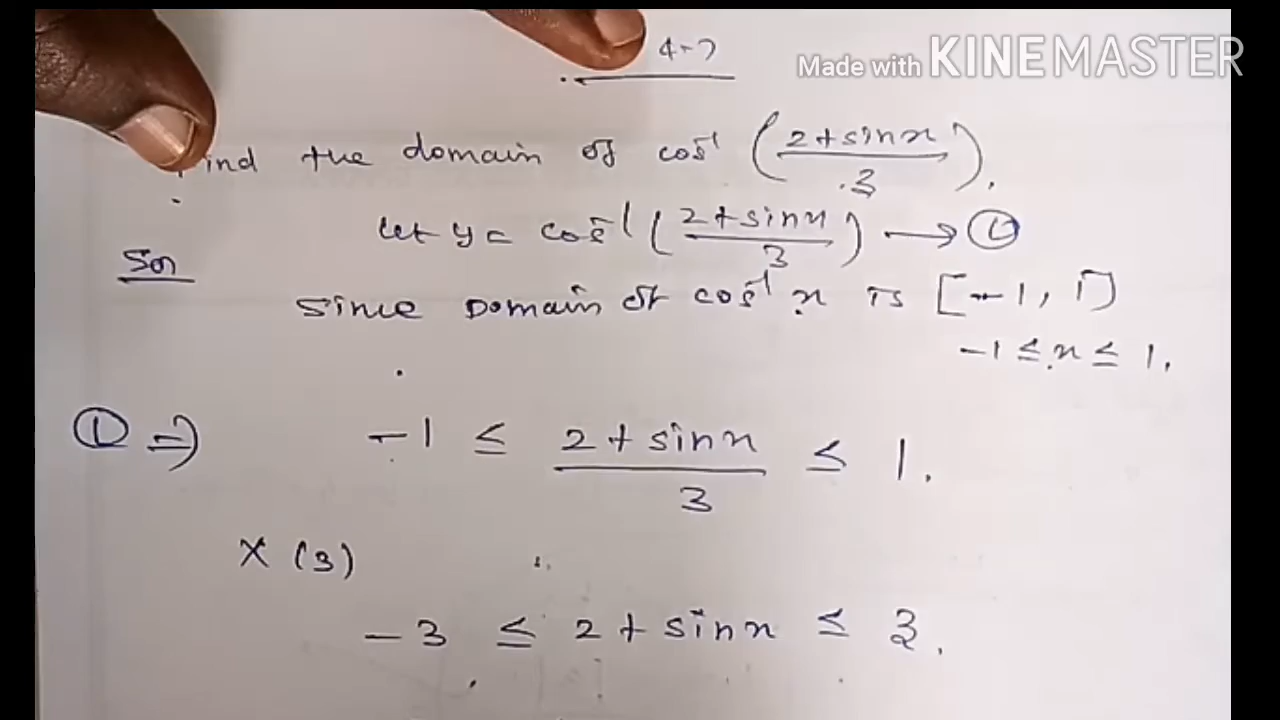 4-7
Made with KINEMASTER
ind the domain of cos⁻¹ (2+sinx/3).
Let y = cos⁻¹ (2+sinx/3) → ①
Son
Since Domain of cos⁻¹ x is [-1, 1]
-1 ≤ x ≤ 1.
① ⇒ -1 ≤ 2+sinx/3 ≤ 1.
X (3)
-3 ≤ 2+sinx ≤ 3.